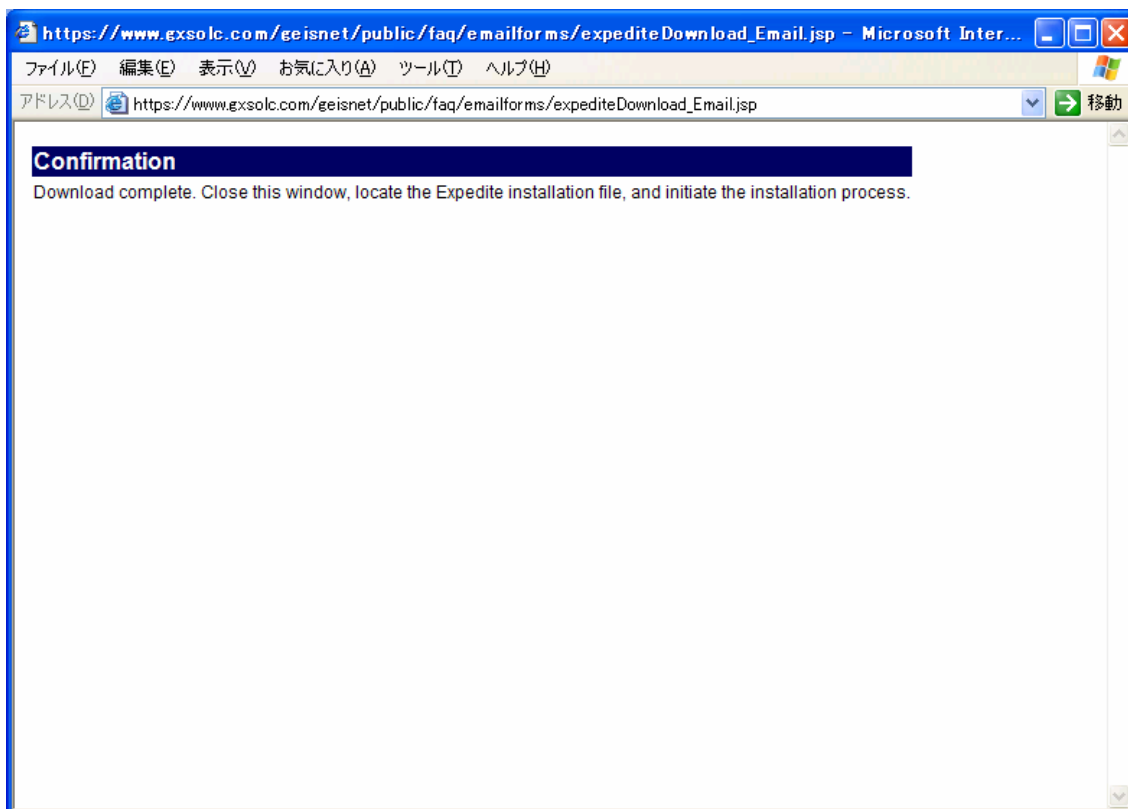 https://www.gxsolc.com/geisnet/public/faq/emailforms/expediteDownload_Email.jsp - Microsoft Inter...
ファイル(F) 編集(E) 表示(V) お気に入り(A) ツール(T) ヘルプ(H)
アドレス(D) https://www.gxsolc.com/geisnet/public/faq/emailforms/expediteDownload_Email.jsp 移動
Confirmation
Download complete. Close this window, locate the Expedite installation file, and initiate the installation process.